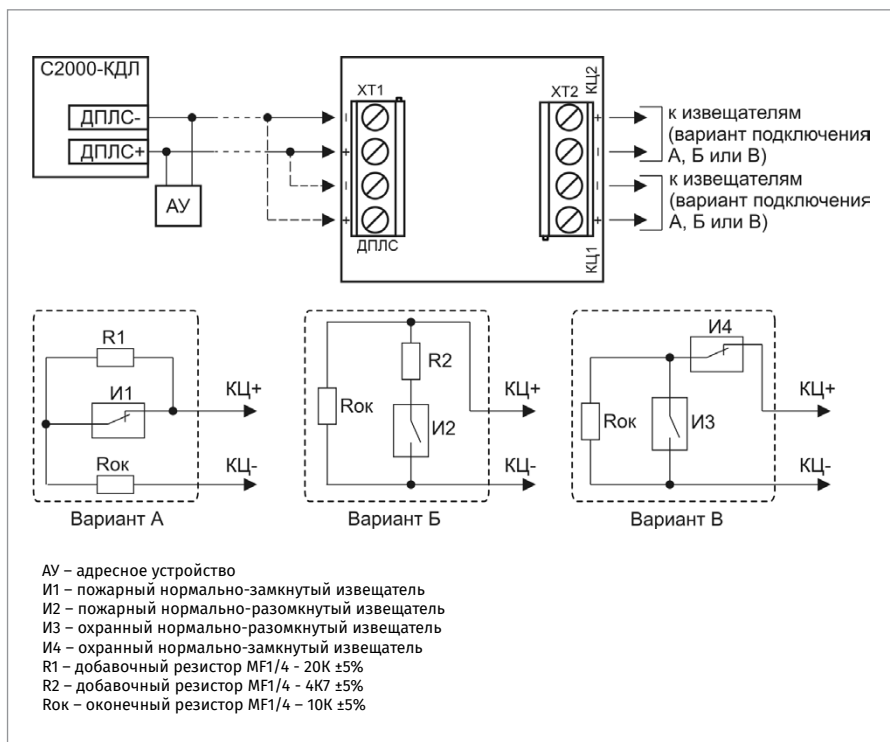 С2000-КДЛ
ДПЛС-
ДПЛС+
АУ
XT1
-
+
-
+
ДПЛС
XT2
КЦ2
+
-
-
+
КЦ1
к извещателям
(вариант подключения
А, Б или В)
к извещателям
(вариант подключения
А, Б или В)
R1
И1
Rок
КЦ+
КЦ-
Вариант А
Rок
R2
И2
КЦ+
КЦ-
Вариант Б
Rок
И4
И3
КЦ+
КЦ-
Вариант В
АУ – адресное устройство
И1 – пожарный нормально-замкнутый извещатель
И2 – пожарный нормально-разомкнутый извещатель
И3 – охранный нормально-разомкнутый извещатель
И4 – охранный нормально-замкнутый извещатель
R1 – добавочный резистор MF1/4 - 20К ±5%
R2 – добавочный резистор MF1/4 - 4К7 ±5%
Rок – оконечный резистор MF1/4 – 10К ±5%